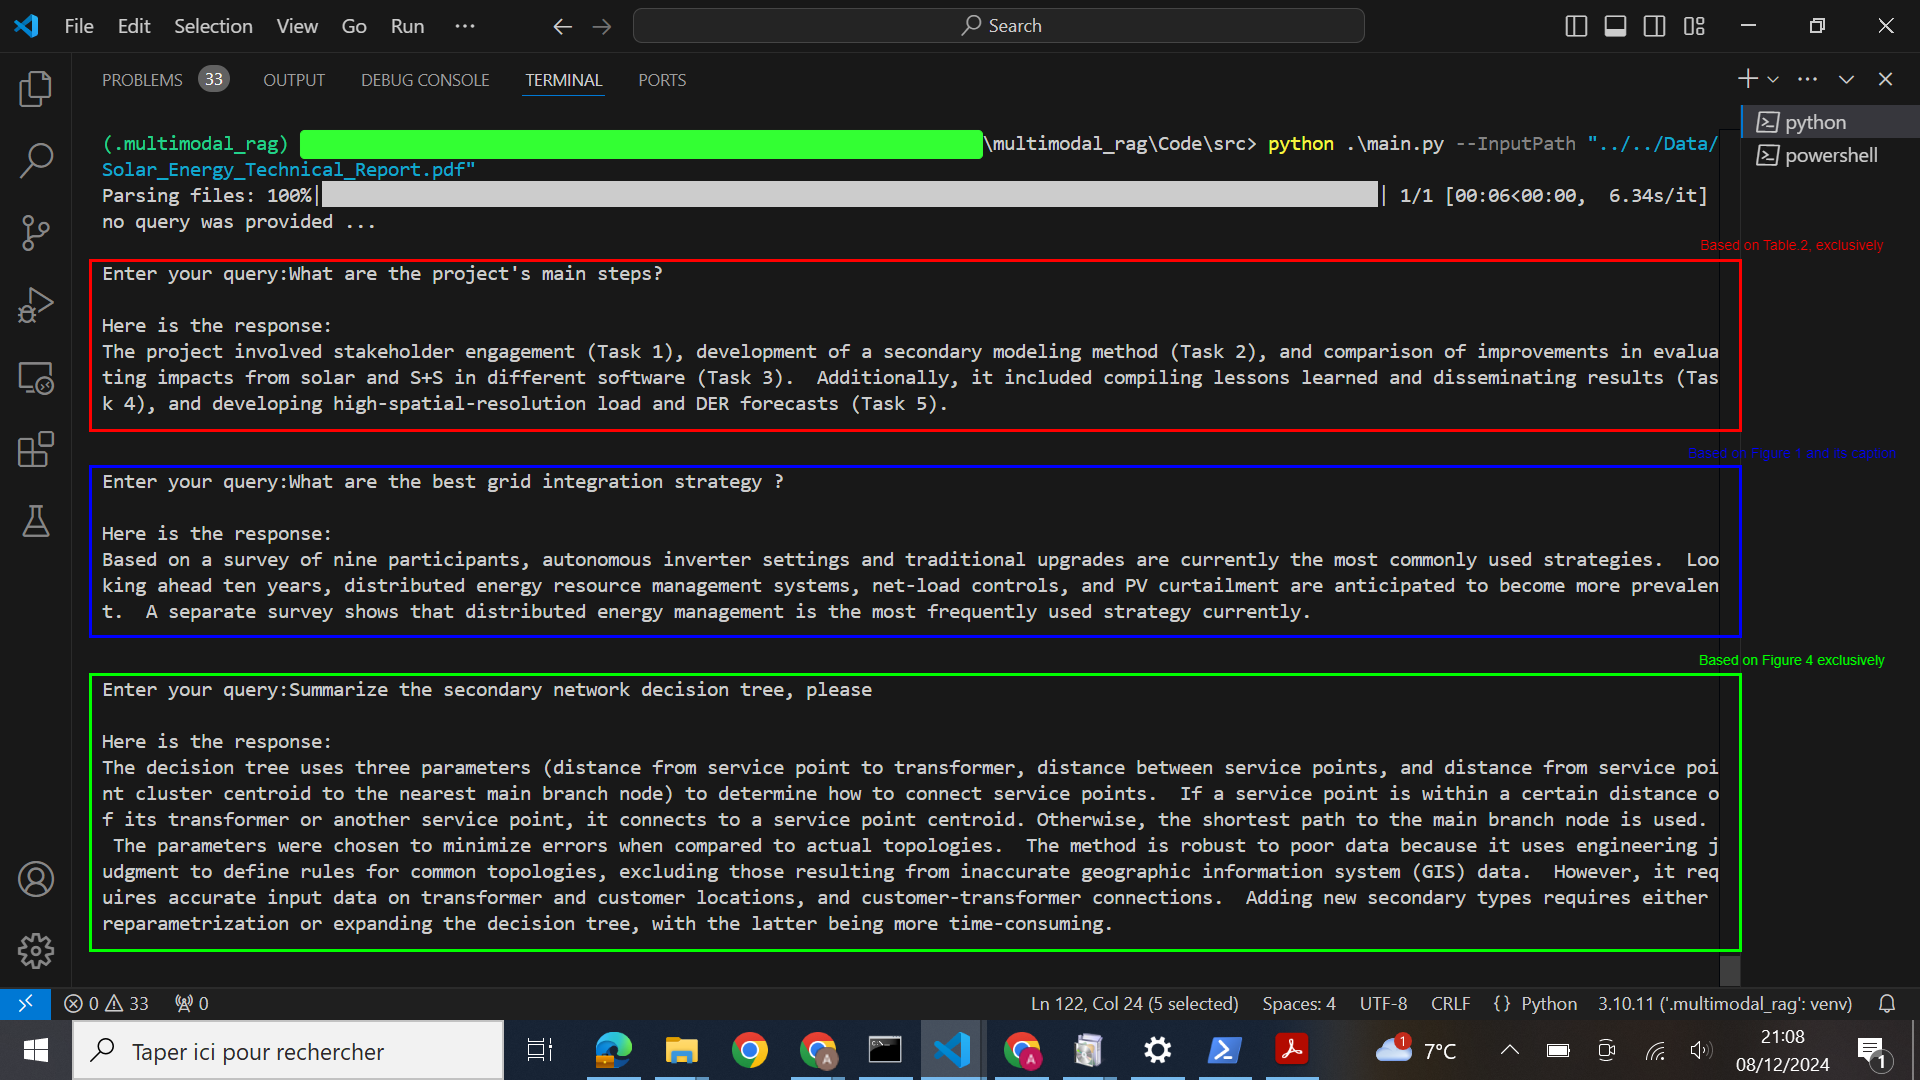 File Edit Selection View Go Run ... Search
PROBLEMS 33 OUTPUT DEBUG CONSOLE TERMINAL PORTS
python
powershell
(.multimodal_rag) \multimodal_rag\Code\src> python .\main.py --InputPath "../../Data/
Solar_Energy_Technical_Report.pdf"
Parsing files: 100%| | 1/1 [00:06<00:00,  6.34s/it]
no query was provided ...
Based on Table 2, exclusively
Enter your query:What are the project's main steps?
Here is the response:
The project involved stakeholder engagement (Task 1), development of a secondary modeling method (Task 2), and comparison of improvements in evalua
ting impacts from solar and S+S in different software (Task 3).  Additionally, it included compiling lessons learned and disseminating results (Tas
k 4), and developing high-spatial-resolution load and DER forecasts (Task 5).
Based on Figure 1 and its caption
Enter your query:What are the best grid integration strategy ?
Here is the response:
Based on a survey of nine participants, autonomous inverter settings and traditional upgrades are currently the most commonly used strategies.  Loo
king ahead ten years, distributed energy resource management systems, net-load controls, and PV curtailment are anticipated to become more prevalen
t.  A separate survey shows that distributed energy management is the most frequently used strategy currently.
Based on Figure 4 exclusively
Enter your query:Summarize the secondary network decision tree, please
Here is the response:
The decision tree uses three parameters (distance from service point to transformer, distance between service points, and distance from service poi
nt cluster centroid to the nearest main branch node) to determine how to connect service points.  If a service point is within a certain distance o
f its transformer or another service point, it connects to a service point centroid. Otherwise, the shortest path to the main branch node is used.
The parameters were chosen to minimize errors when compared to actual topologies.  The method is robust to poor data because it uses engineering j
udgment to define rules for common topologies, excluding those resulting from inaccurate geographic information system (GIS) data.  However, it req
uires accurate input data on transformer and customer locations, and customer-transformer connections.  Adding new secondary types requires either
reparametrization or expanding the decision tree, with the latter being more time-consuming.
0 33 0 Ln 122, Col 24 (5 selected) Spaces: 4 UTF-8 CRLF {} Python 3.10.11 ('.multimodal_rag': venv)
Taper ici pour rechercher A A 1 7°C 21:08
08/12/2024 1